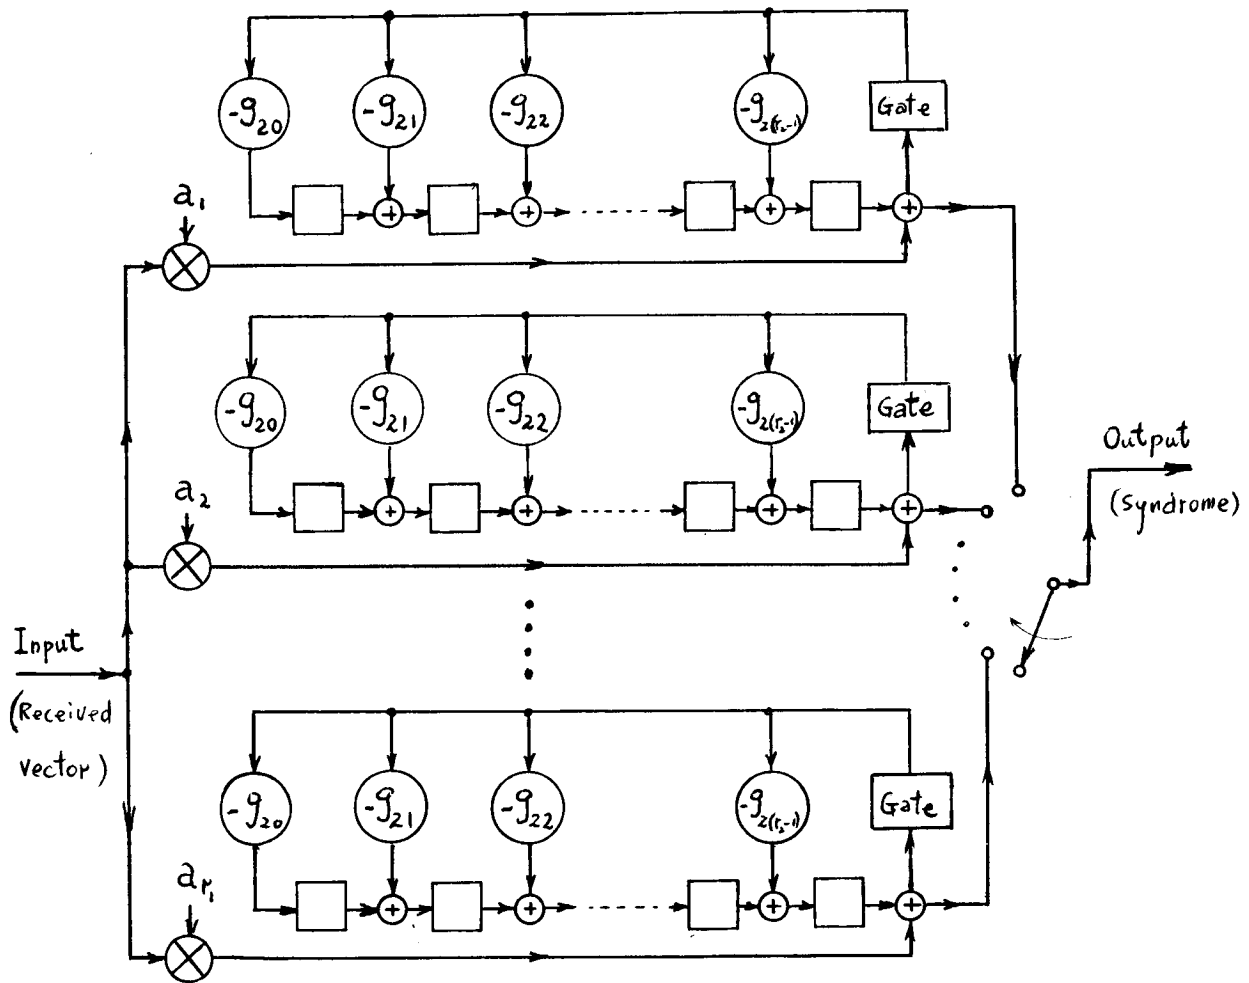 -g20 -g21 -g22 -g2(r2-1) Gate
a1
-g20 -g21 -g22 -g2(r2-1) Gate
Output
(Syndrome)
a2
Input
(Received
vector)
-g20 -g21 -g22 -g2(r2-1) Gate
ar1